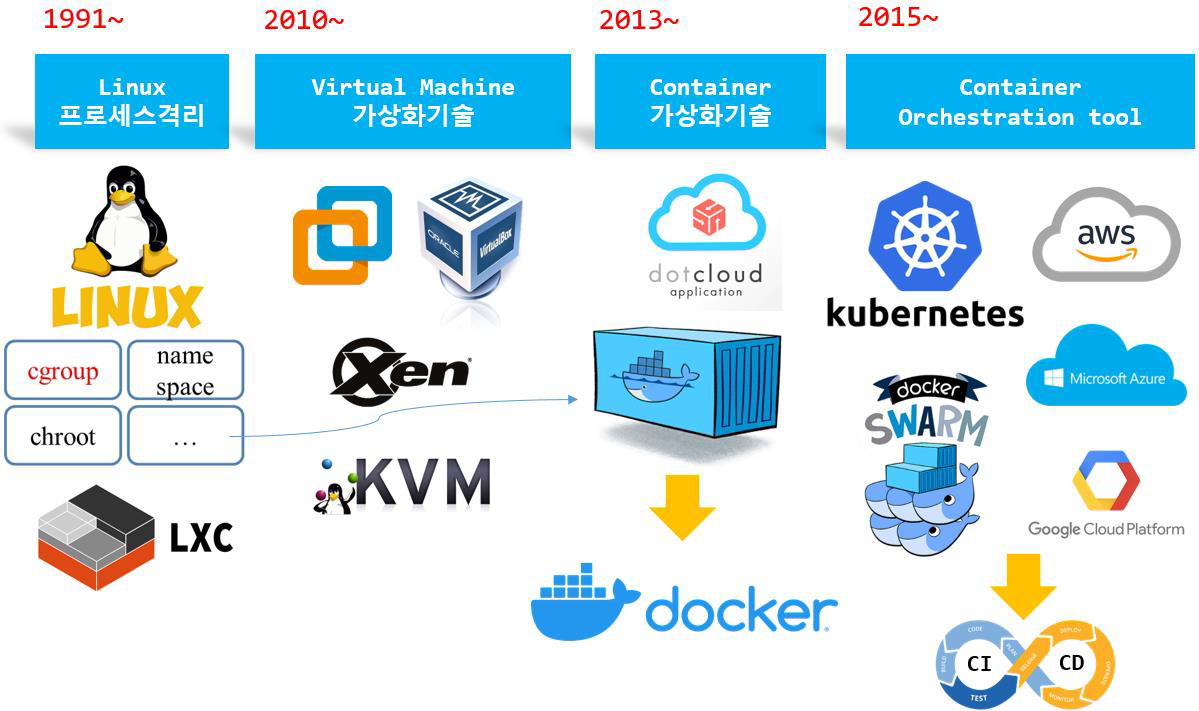 1991~
2010~
2013~
2015~
Linux
프로세스격리
Virtual Machine
가상화기술
Container
가상화기술
Container
Orchestration tool
LINUX
cgroup
name
space
chroot
...
LXC
ORACLE
VirtualBox
Xen®
KVM
dotcloud
application
docker
kubernetes
aws
Microsoft Azure
docker
SWARM
Google Cloud Platform
CI
CD
CODE
BUILD
PLAN
TEST
RELEASE
DEPLOY
OPERATE
MONITOR